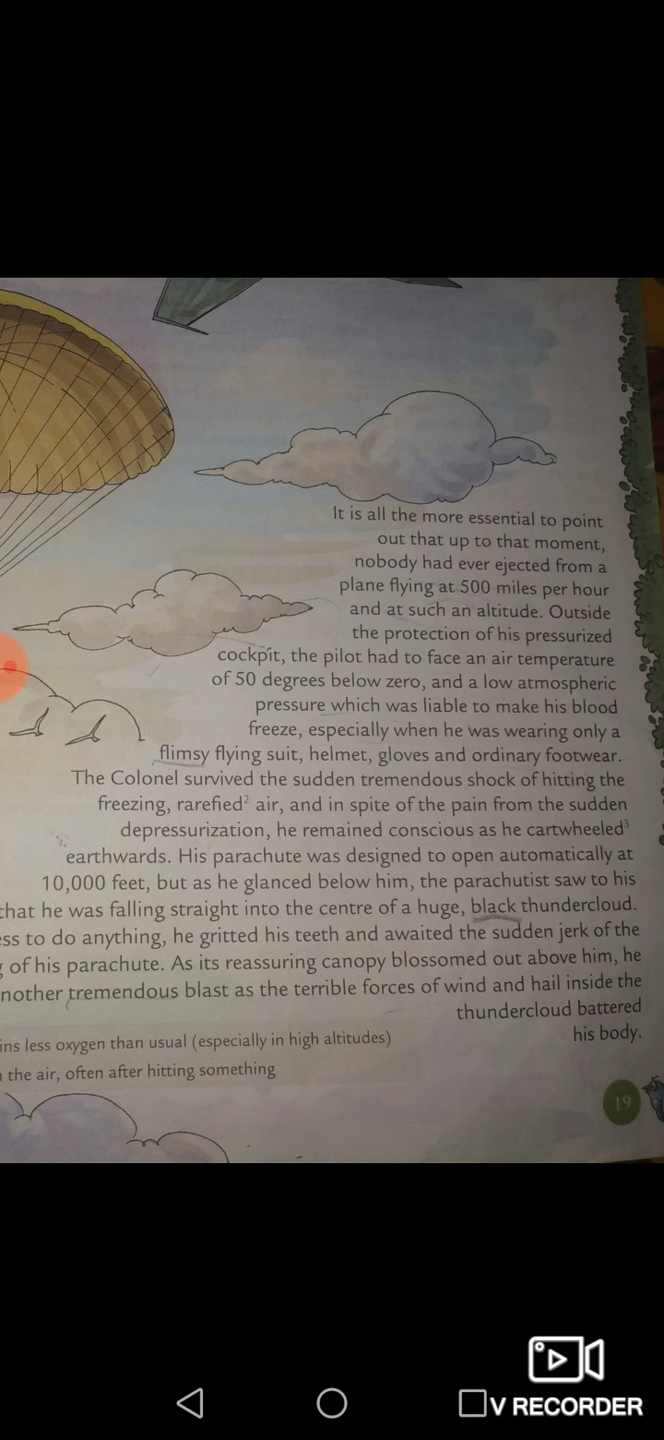 It is all the more essential to point
out that up to that moment,
nobody had ever ejected from a
plane flying at 500 miles per hour
and at such an altitude. Outside
the protection of his pressurized
cockpit, the pilot had to face an air temperature
of 50 degrees below zero, and a low atmospheric
pressure which was liable to make his blood
freeze, especially when he was wearing only a
flimsy flying suit, helmet, gloves and ordinary footwear.
The Colonel survived the sudden tremendous shock of hitting the
freezing, rarefied² air, and in spite of the pain from the sudden
depressurization, he remained conscious as he cartwheeled³
earthwards. His parachute was designed to open automatically at
10,000 feet, but as he glanced below him, the parachutist saw to his
that he was falling straight into the centre of a huge, black thundercloud.
to do anything, he gritted his teeth and awaited the sudden jerk of the
of his parachute. As its reassuring canopy blossomed out above him, he
tremendous blast as the terrible forces of wind and hail inside the
thundercloud battered
his body.
less oxygen than usual (especially in high altitudes)
the air, often after hitting something
19
V RECORDER